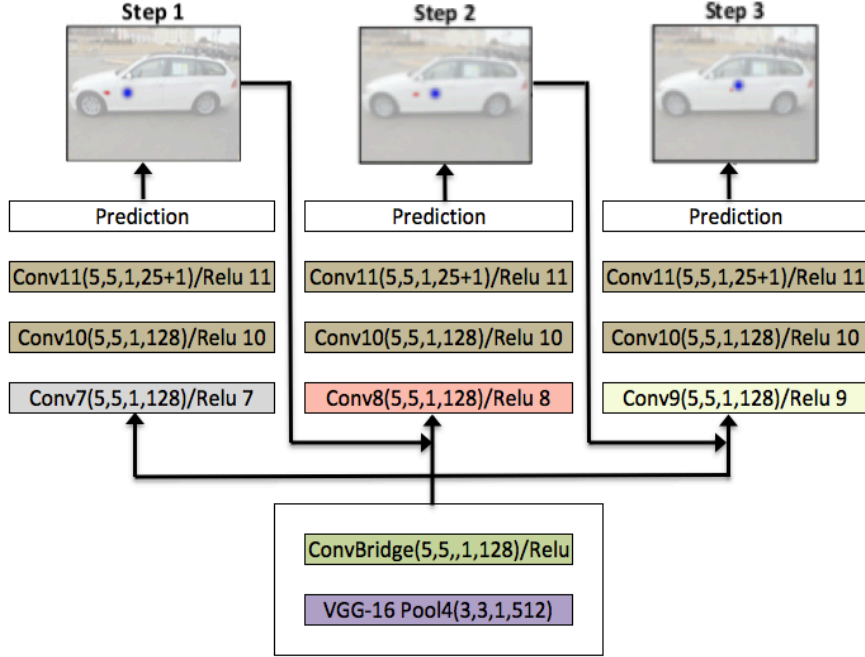 Step 1
Step 2
Step 3
Prediction
Prediction
Prediction
Conv11(5,5,1,25+1)/Relu 11
Conv11(5,5,1,25+1)/Relu 11
Conv11(5,5,1,25+1)/Relu 11
Conv10(5,5,1,128)/Relu 10
Conv10(5,5,1,128)/Relu 10
Conv10(5,5,1,128)/Relu 10
Conv7(5,5,1,128)/Relu 7
Conv8(5,5,1,128)/Relu 8
Conv9(5,5,1,128)/Relu 9
ConvBridge(5,5,,1,128)/Relu
VGG-16 Pool4(3,3,1,512)